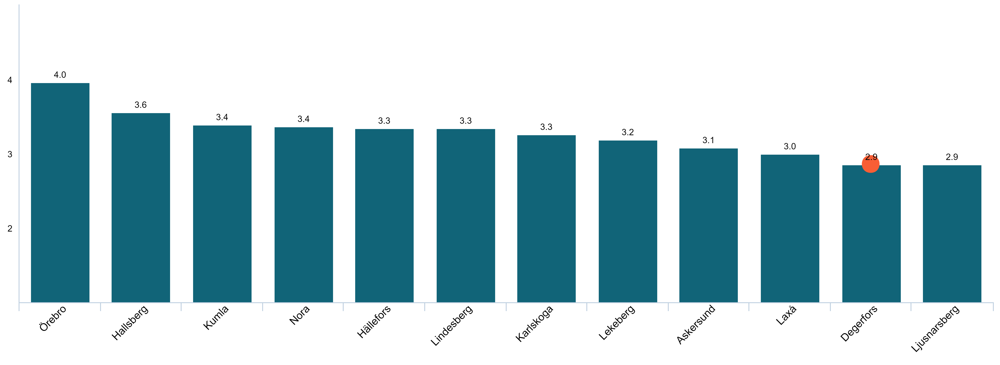 4
3
2
4.0
3.6
3.4
3.4
3.3
3.3
3.3
3.2
3.1
3.0
2.9
2.9
Örebro
Hallsberg
Kumla
Nora
Hällefors
Lindesberg
Karlskoga
Lekeberg
Askersund
Laxå
Degerfors
Ljusnarsberg